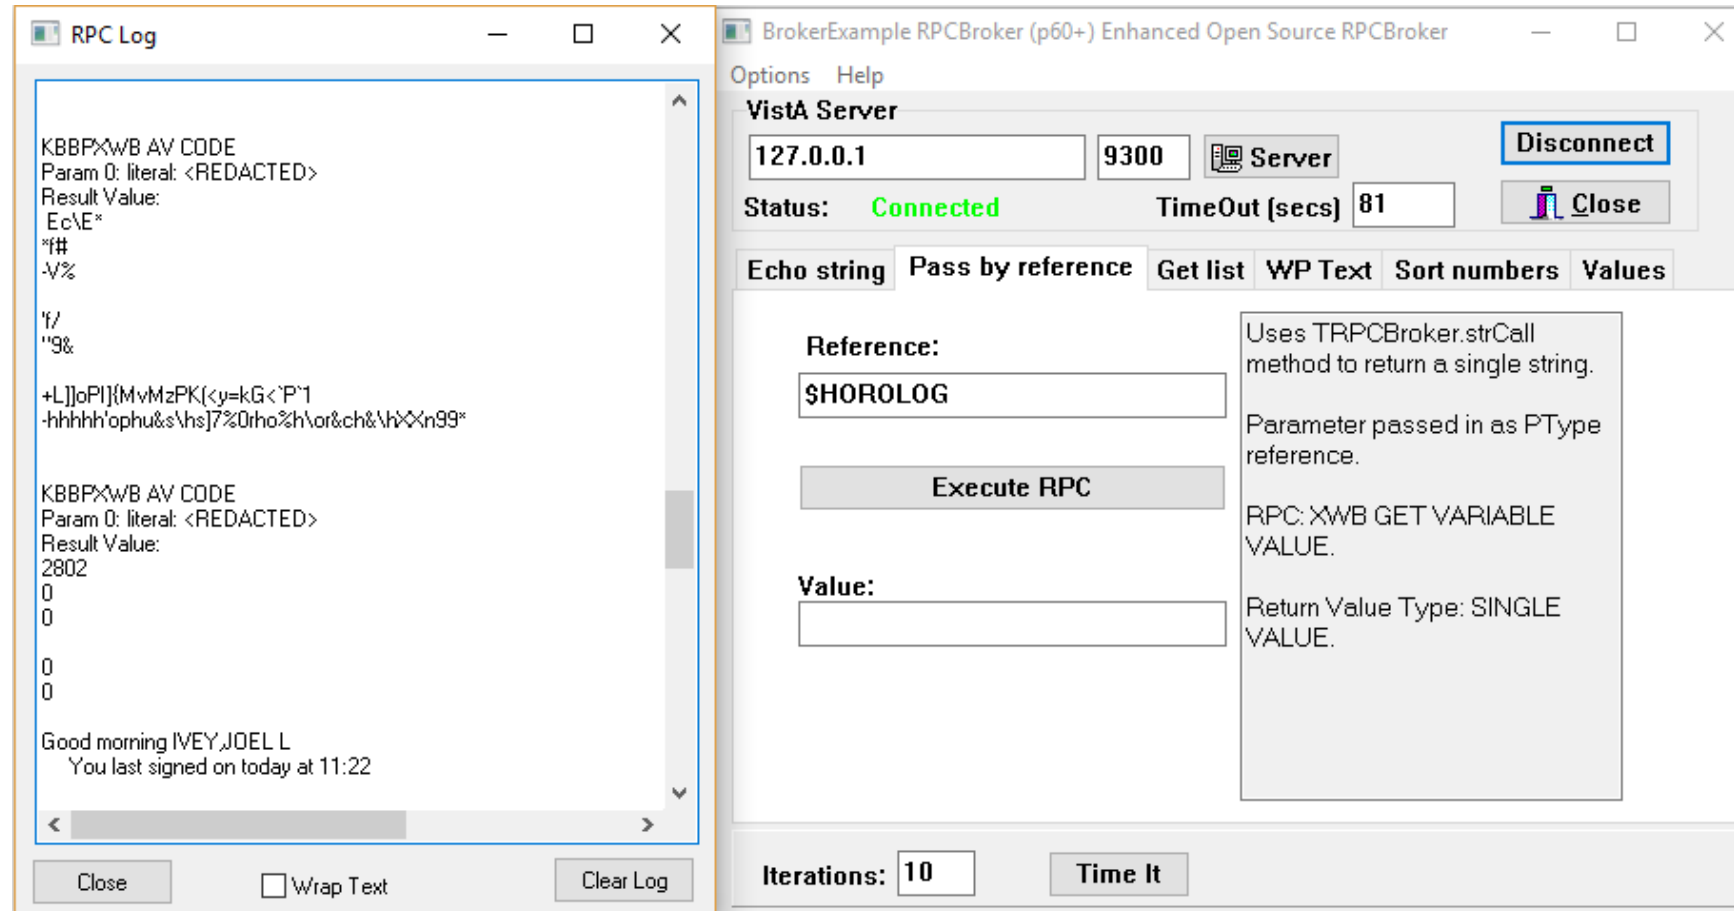 RPC Log
KBBPXWB AV CODE
Param 0: literal: <REDACTED>
Result Value:
Ec\E*
*f#
-V%
'f/
"9&
+L]]oPI]{MvMzPK(<y=kG<`P`1
-hhhhh'ophu&s\hs]7%0rho%h\or&ch&\hXXn99*
KBBPXWB AV CODE
Param 0: literal: <REDACTED>
Result Value:
2802
0
0
0
0
Good morning IVEY,JOEL L
You last signed on today at 11:22
Close
Wrap Text
Clear Log
BrokerExample RPCBroker (p60+) Enhanced Open Source RPCBroker
Options Help
VistA Server
127.0.0.1 9300 Server Disconnect
Status: Connected TimeOut (secs) 81 Close
Echo string Pass by reference Get list WP Text Sort numbers Values
Reference:
$HOROLOG
Execute RPC
Value:
Uses TRPCBroker.strCall
method to return a single string.
Parameter passed in as PType
reference.
RPC: XWB GET VARIABLE
VALUE.
Return Value Type: SINGLE
VALUE.
Iterations: 10 Time It